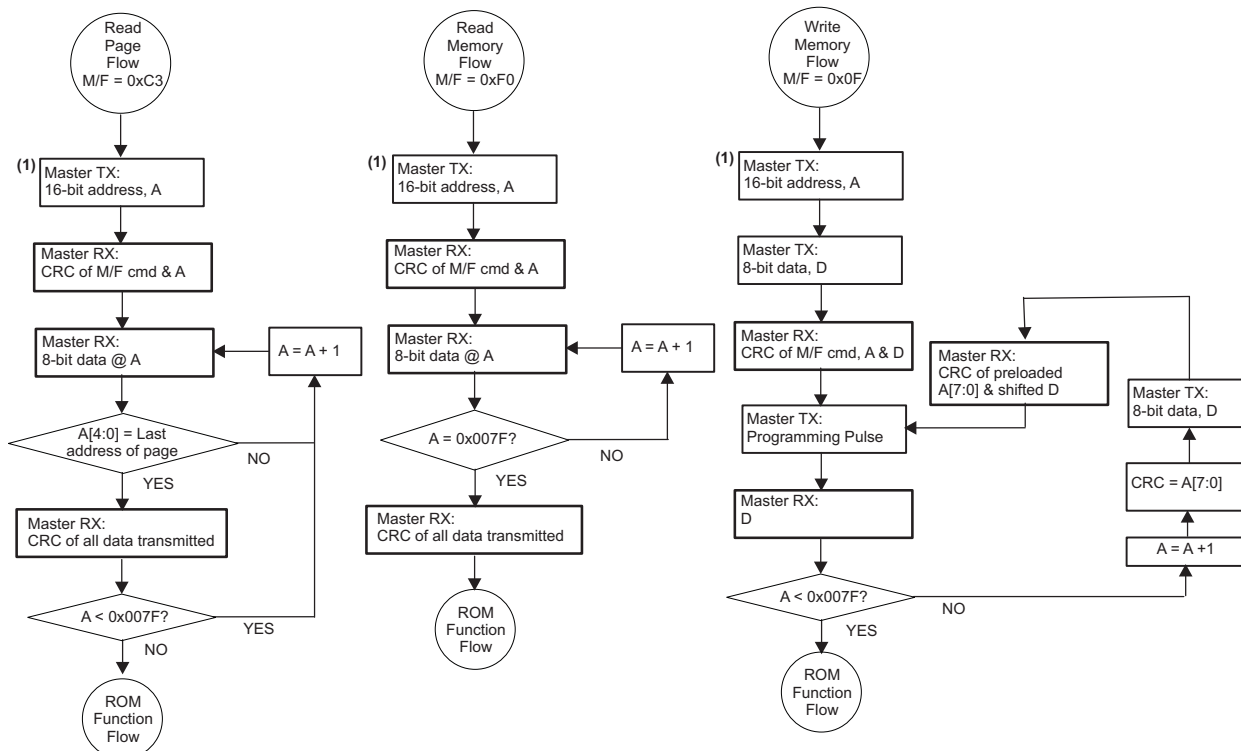 Read
Page
Flow
M/F = 0xC3
(1)
Master TX:
16-bit address, A
Master RX:
CRC of M/F cmd & A
Master RX:
8-bit data @ A
A = A + 1
A[4:0] = Last
address of page
NO
YES
Master RX:
CRC of all data transmitted
A < 0x007F?
YES
NO
ROM
Function
Flow
Read
Memory
Flow
M/F = 0xF0
(1)
Master TX:
16-bit address, A
Master RX:
CRC of M/F cmd & A
Master RX:
8-bit data @ A
A = A + 1
A = 0x007F?
NO
YES
Master RX:
CRC of all data transmitted
ROM
Function
Flow
Write
Memory
Flow
M/F = 0x0F
(1)
Master TX:
16-bit address, A
Master TX:
8-bit data, D
Master RX:
CRC of M/F cmd, A & D
Master TX:
Programming Pulse
Master RX:
D
A < 0x007F?
NO
YES
ROM
Function
Flow
Master RX:
CRC of preloaded
A[7:0] & shifted D
Master TX:
8-bit data, D
CRC = A[7:0]
A = A +1